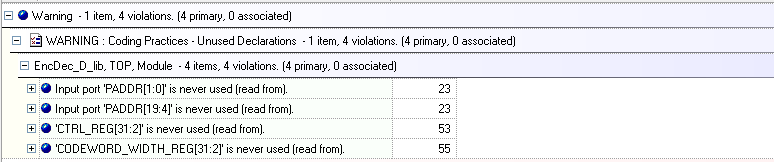 Warning - 1 item, 4 violations. (4 primary, 0 associated)
WARNING : Coding Practices - Unused Declarations - 1 item, 4 violations. (4 primary, 0 associated)
EncDec_D_lib, TOP, Module - 4 items, 4 violations. (4 primary, 0 associated)
Input port 'PADDR[1:0]' is never used (read from). 23
Input port 'PADDR[19:4]' is never used (read from). 23
'CTRL_REG[31:2]' is never used (read from). 53
'CODEWORD_WIDTH_REG[31:2]' is never used (read from). 55